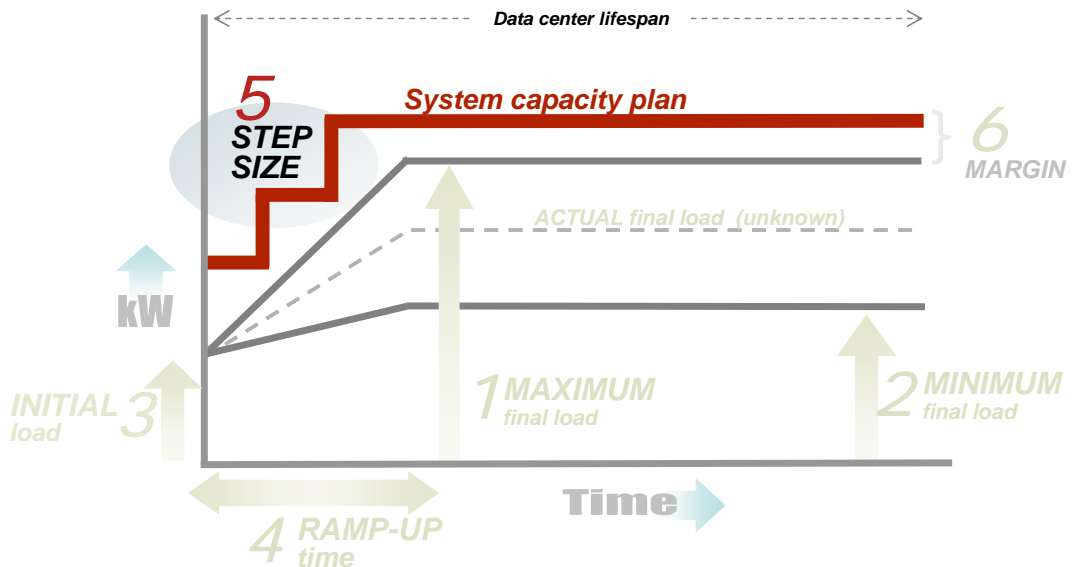 Data center lifespan
5
STEP
SIZE
System capacity plan
6
MARGIN
ACTUAL final load (unknown)
kW
INITIAL
load
3
1
MAXIMUM
final load
2
MINIMUM
final load
Time
4
RAMP-UP
time